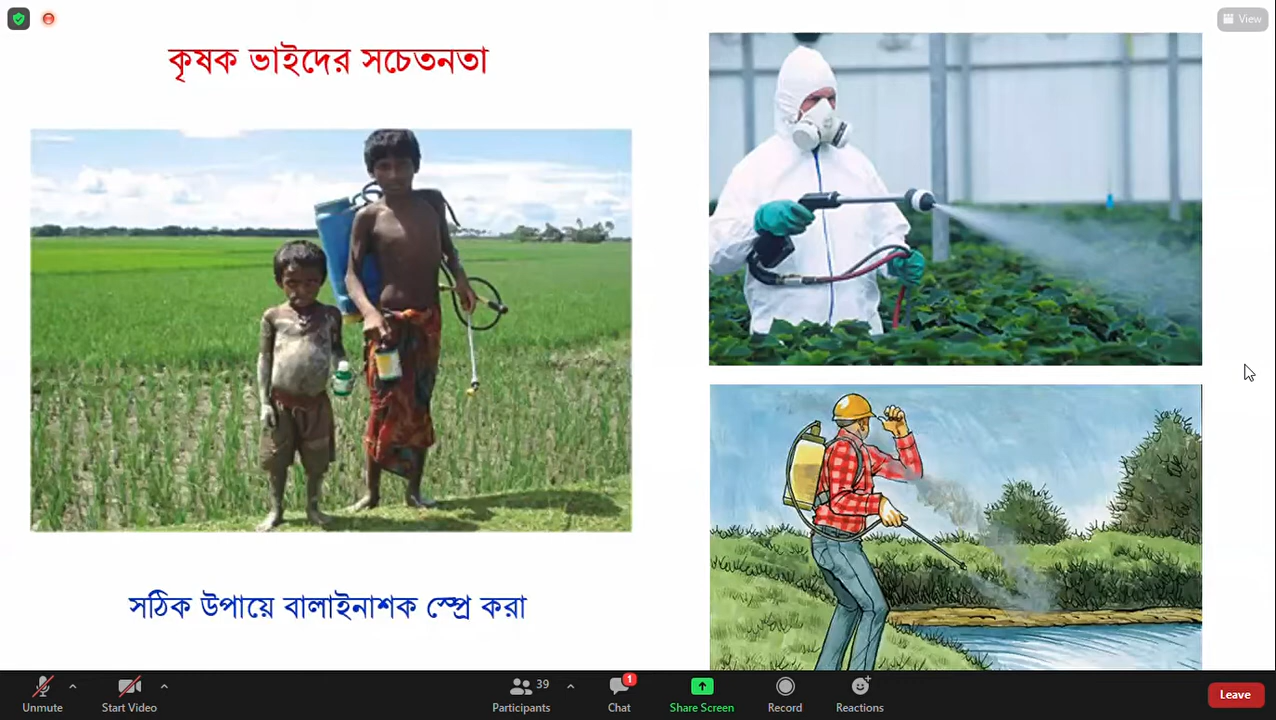 View
কৃষক ভাইদের সচেতনতা
সঠিক উপায়ে বালাইনাশক স্প্রে করা
39
1
Unmute
Start Video
Participants
Chat
Share Screen
Record
Reactions
Leave